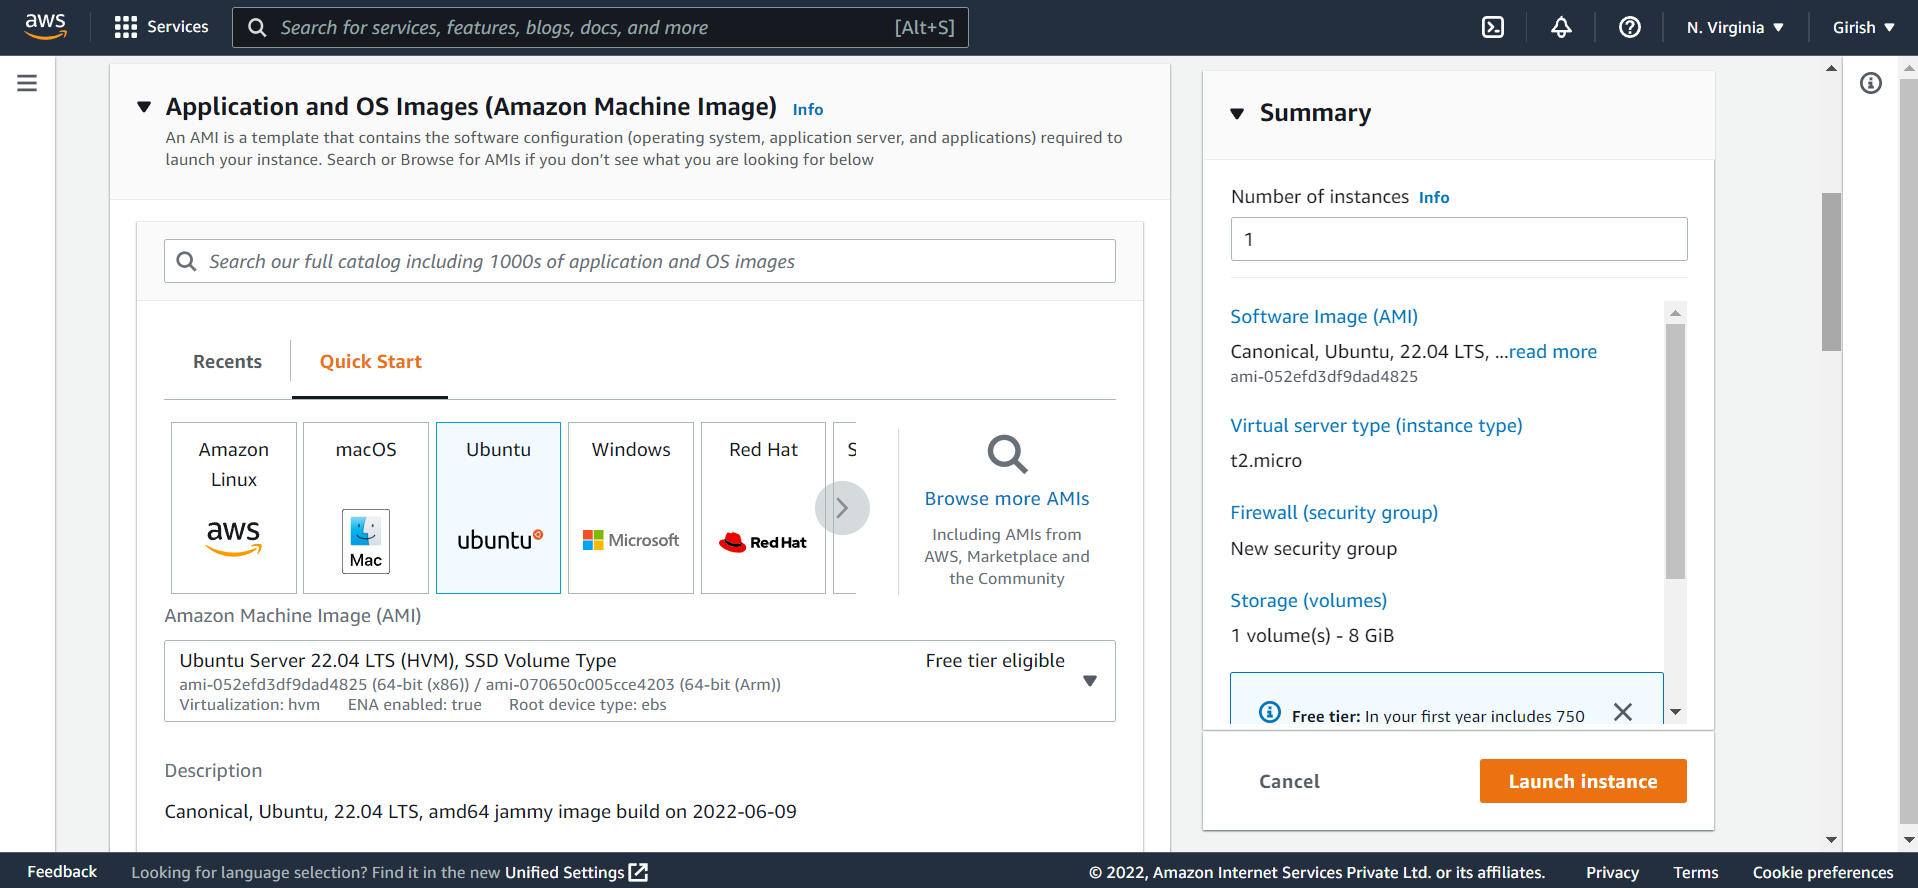 aws
Services
Search for services, features, blogs, docs, and more
[Alt+S]
N. Virginia
Girish
Application and OS Images (Amazon Machine Image) Info
An AMI is a template that contains the software configuration (operating system, application server, and applications) required to
launch your instance. Search or Browse for AMIs if you don’t see what you are looking for below
Search our full catalog including 1000s of application and OS images
Recents
Quick Start
Amazon
Linux
aws
macOS
Mac
Ubuntu
ubuntu
Windows
Microsoft
Red Hat
Red Hat
S
Browse more AMIs
Including AMIs from
AWS, Marketplace and
the Community
Amazon Machine Image (AMI)
Ubuntu Server 22.04 LTS (HVM), SSD Volume Type
Free tier eligible
ami-052efd3df9dad4825 (64-bit (x86)) / ami-070650c005cce4203 (64-bit (Arm))
Virtualization: hvm ENA enabled: true Root device type: ebs
Description
Canonical, Ubuntu, 22.04 LTS, amd64 jammy image build on 2022-06-09
Summary
Number of instances Info
1
Software Image (AMI)
Canonical, Ubuntu, 22.04 LTS, ...read more
ami-052efd3df9dad4825
Virtual server type (instance type)
t2.micro
Firewall (security group)
New security group
Storage (volumes)
1 volume(s) - 8 GiB
Free tier: In your first year includes 750
Cancel
Launch instance
Feedback
Looking for language selection? Find it in the new Unified Settings
© 2022, Amazon Internet Services Private Ltd. or its affiliates.
Privacy
Terms
Cookie preferences